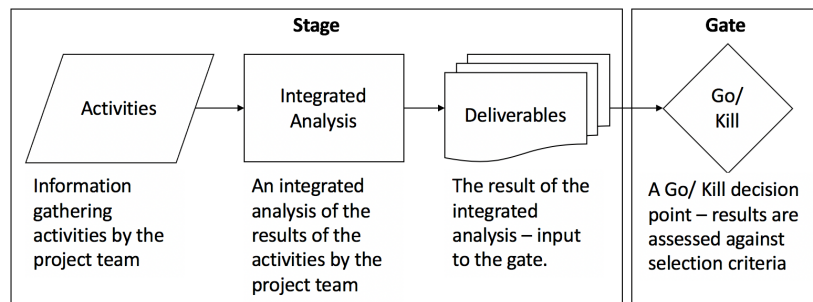 Stage
Gate
Activities
Integrated
Analysis
Deliverables
Go/
Kill
Information
gathering
activities by the
project team
An integrated
analysis of the
results of the
activities by the
project team
The result of the
integrated
analysis – input
to the gate.
A Go/ Kill decision
point – results are
assessed against
selection criteria